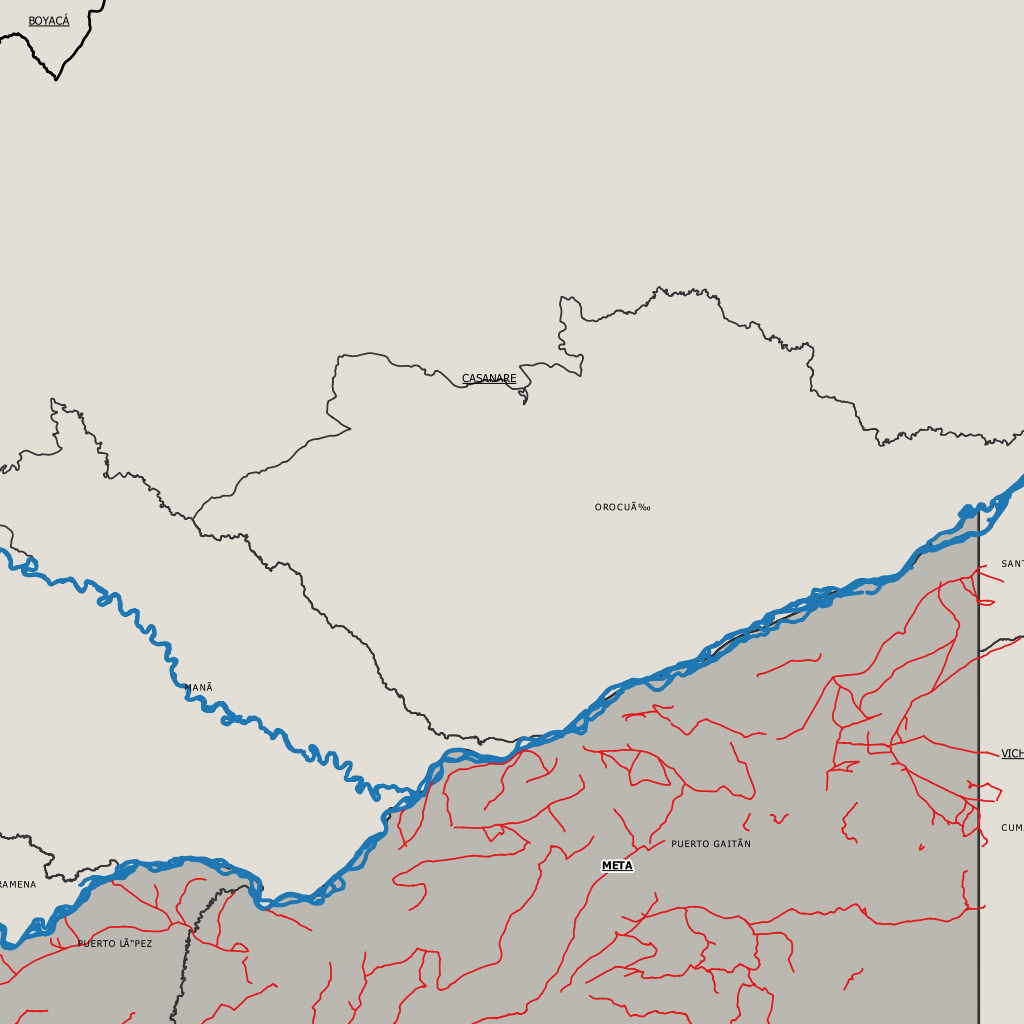 BOYACÁ
CASANARE
OROCUÃ‰
SANT
MANÃ
VICH
CUM
PUERTO GAITÃN
META
RAMENA
PUERTO LÃ“PEZ